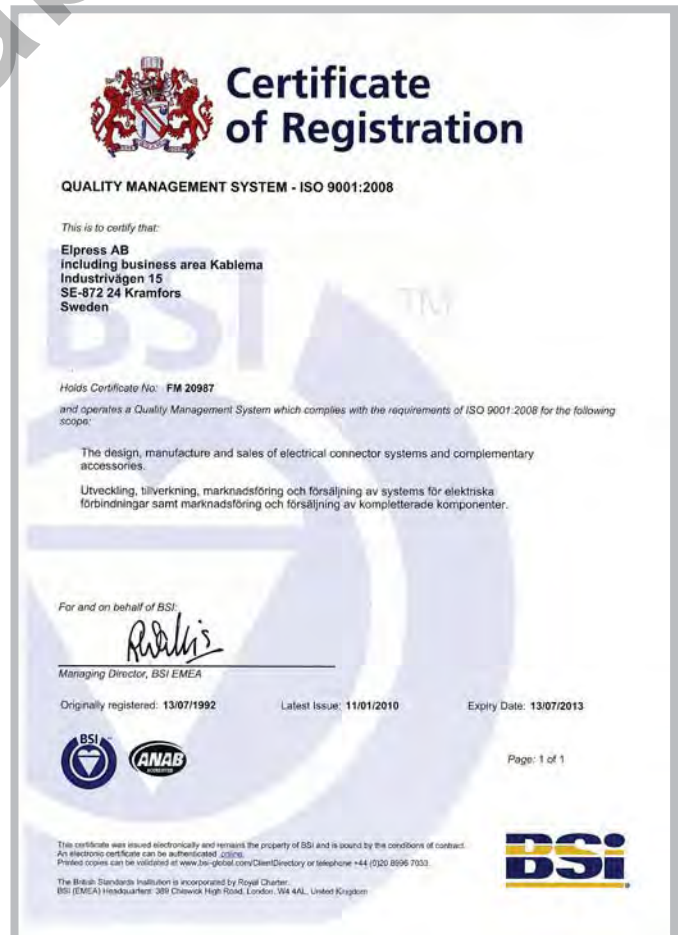 Certificate
of Registration
QUALITY MANAGEMENT SYSTEM - ISO 9001:2008
This is to certify that:
Elpress AB
including business area Kablema
Industrivägen 15
SE-872 24 Kramfors
Sweden
BSI
TM
Holds Certificate No: FM 20987
and operates a Quality Management System which complies with the requirements of ISO 9001:2008 for the following
scope:
The design, manufacture and sales of electrical connector systems and complementary
accessories.
Utveckling, tillverkning, marknadsföring och försäljning av systems för elektriska
förbindningar samt marknadsföring och försäljning av kompletterade komponenter.
For and on behalf of BSI:
Managing Director, BSI EMEA
Originally registered: 13/07/1992 Latest Issue: 11/01/2010 Expiry Date: 13/07/2013
BSI
ANAB
Page: 1 of 1
This certificate was issued electronically and remains the property of BSI and is bound by the conditions of contract.
An electronic certificate can be authenticated online.
Printed copies can be validated at www.bsi-global.com/ClientDirectory or telephone +44 (0)20 8996 7033.
The British Standards Institution is incorporated by Royal Charter.
BSI (EMEA) Headquarters: 389 Chiswick High Road, London, W4 4AL, United Kingdom
BSi